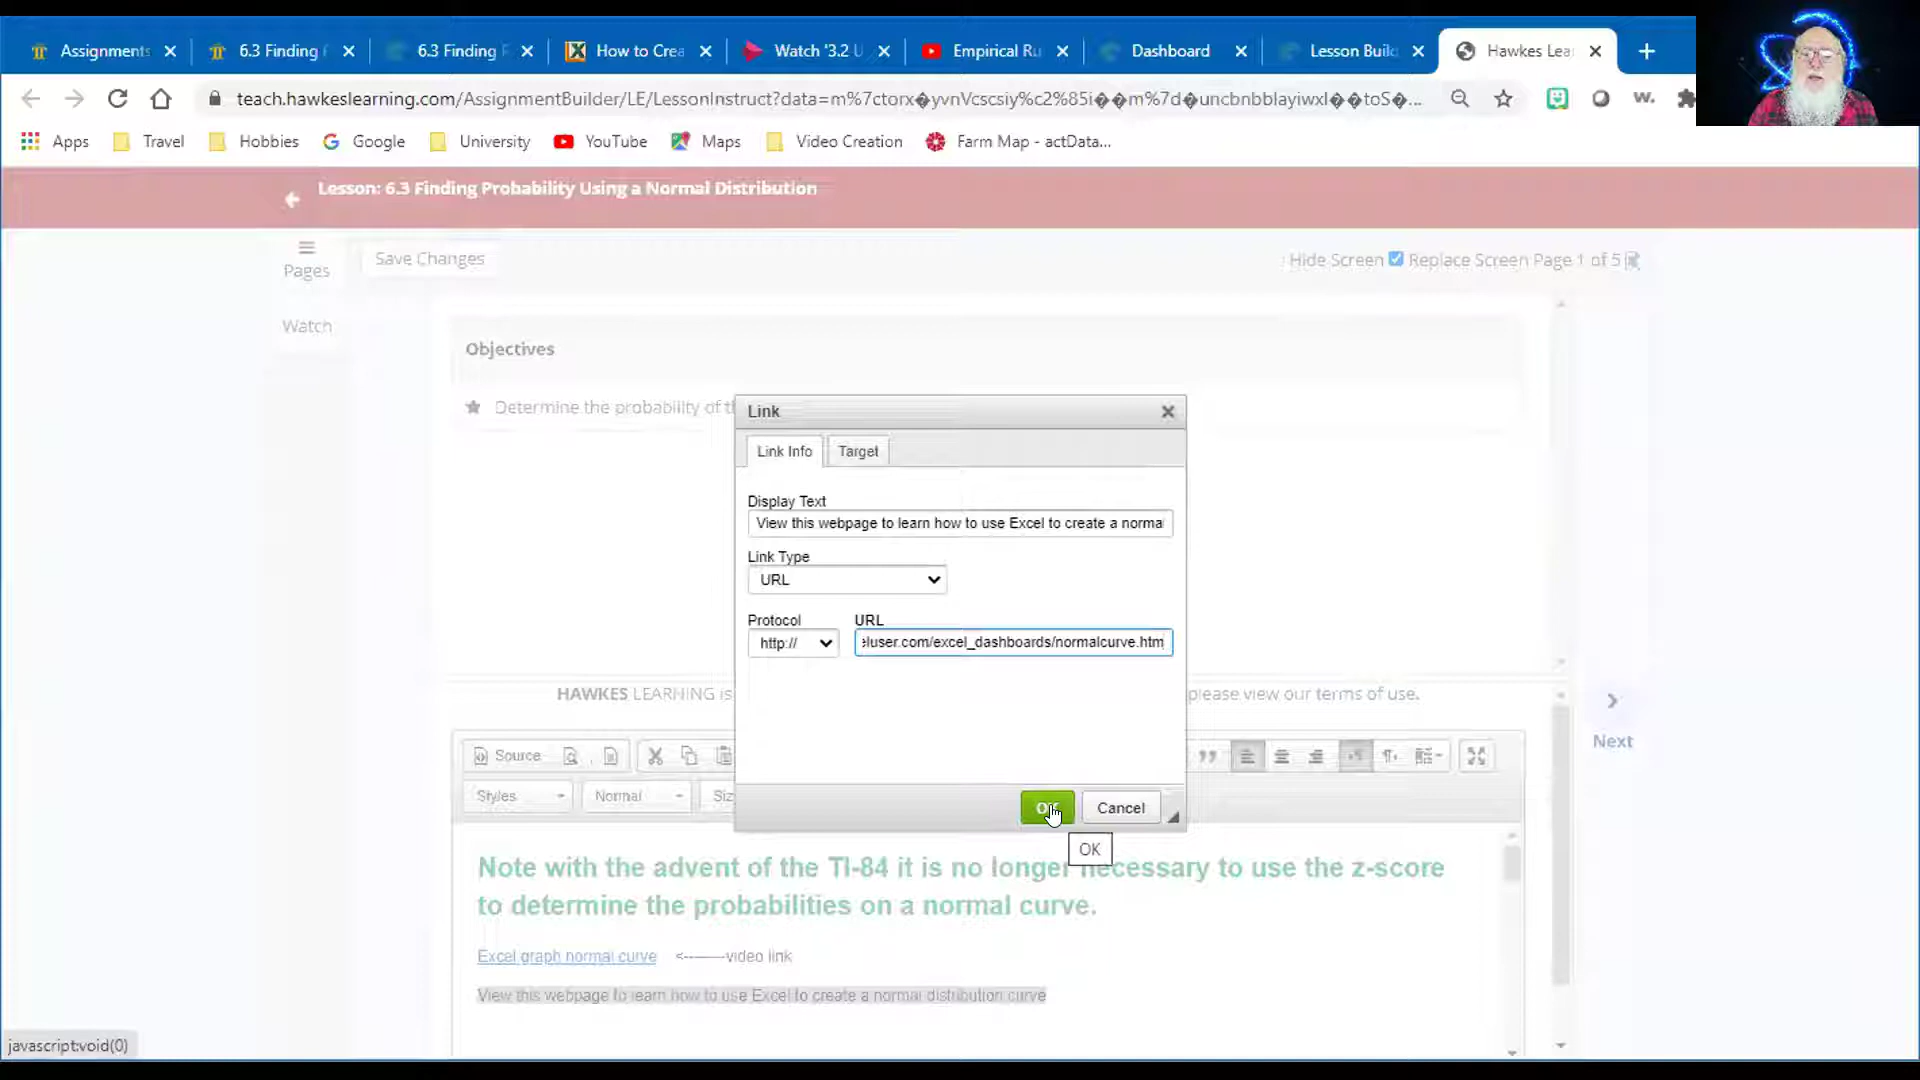 Assignments
6.3 Finding
6.3 Finding
How to Crea
Watch '3.2 U
Empirical Ru
Dashboard
Lesson Buil
Hawkes Lea
teach.hawkeslearning.com/AssignmentBuilder/LE/LessonInstruct?data=m%7ctorx�yvnVcscsiy%c2%85i��m%7d�uncbnbblayiwxl��toS�...
Apps
Travel
Hobbies
Google
University
YouTube
Maps
Video Creation
Farm Map - actData...
Lesson: 6.3 Finding Probability Using a Normal Distribution
Pages
Save Changes
Hide Screen Replace Screen Page 1 of 5
Watch
Objectives
Determine the probability of t
Link
Link Info
Target
Display Text
View this webpage to learn how to use Excel to create a norma
Link Type
URL
Protocol
URL
http://
eluser.com/excel_dashboards/normalcurve.htm
HAWKES LEARNING is
please view our terms of use.
Next
Source
Styles
Normal
Siz
OK
Cancel
OK
Note with the advent of the TI-84 it is no longer necessary to use the z-score
to determine the probabilities on a normal curve.
Excel graph normal curve <--------video link
View this webpage to learn how to use Excel to create a normal distribution curve
javascript:void(0)